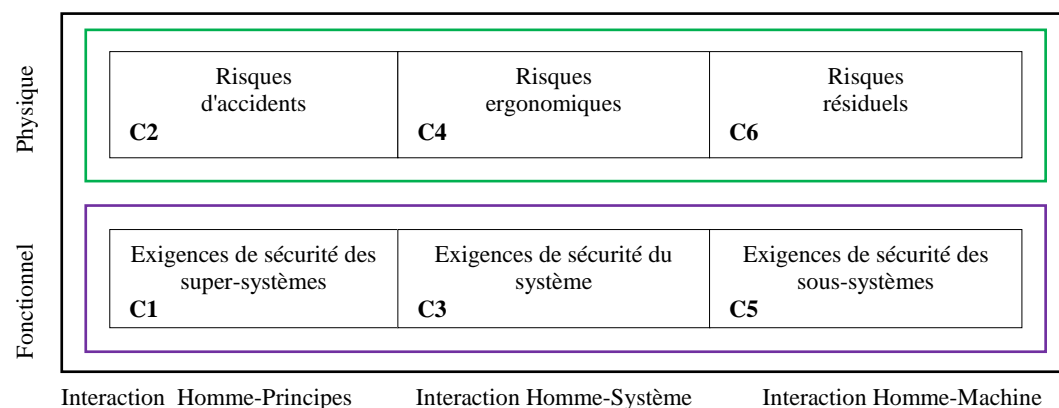 Physique
Risques
d'accidents
C2
Risques
ergonomiques
C4
Risques
résiduels
C6
Fonctionnel
Exigences de sécurité des
super-systèmes
C1
Exigences de sécurité du
système
C3
Exigences de sécurité des
sous-systèmes
C5
Interaction Homme-Principes
Interaction Homme-Système
Interaction Homme-Machine